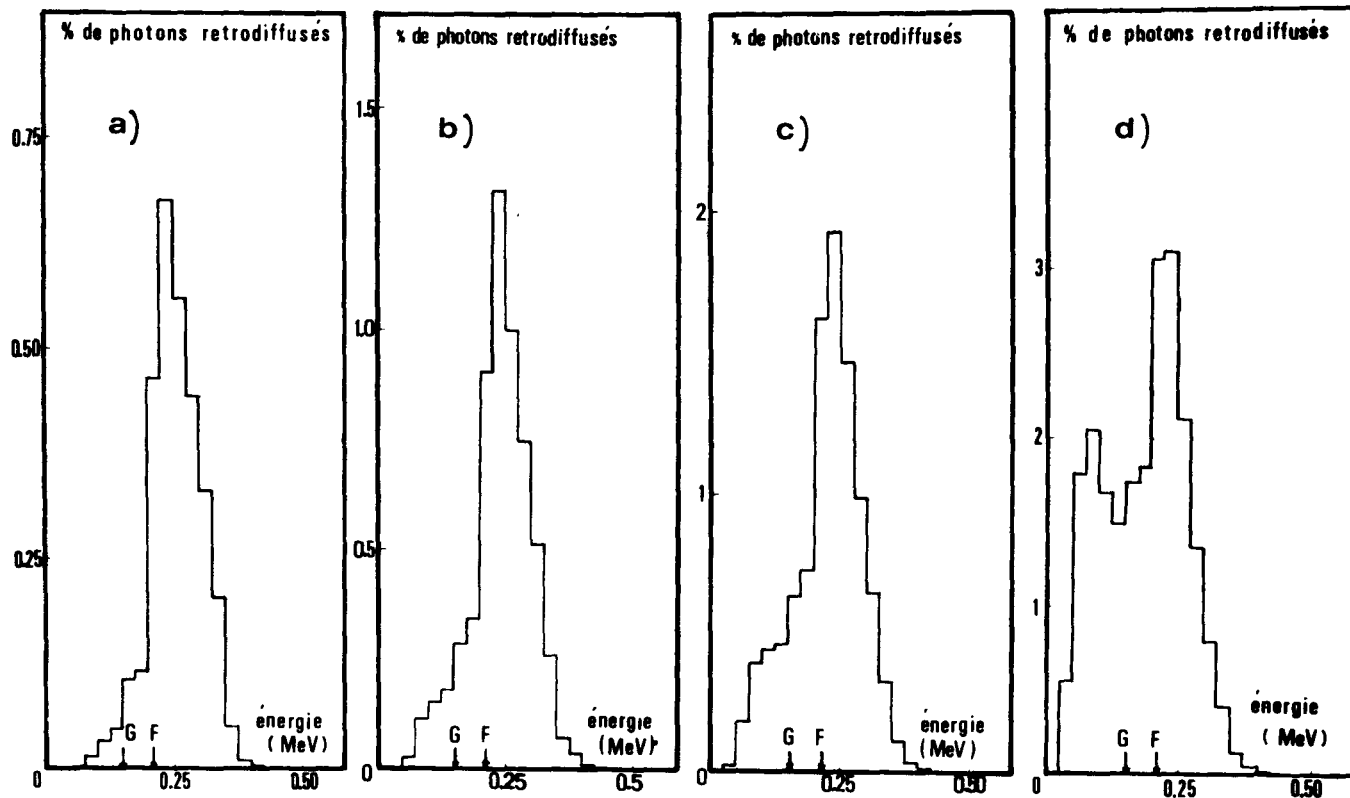 % de photons retrodiffusés
a)
0.75
0.50
0.25
G F
énergie
(MeV)
0 0.25 0.50
% de photons retrodiffusés
b)
1.5
1.0
0.5
G F
énergie
(MeV)
0 0.25 0.5
% de photons retrodiffusés
c)
2
1
G F
énergie
(MeV)
0 0.25 0.50
% de photons retrodiffusés
d)
3
2
1
G F
énergie
(MeV)
0 0.25 0.50